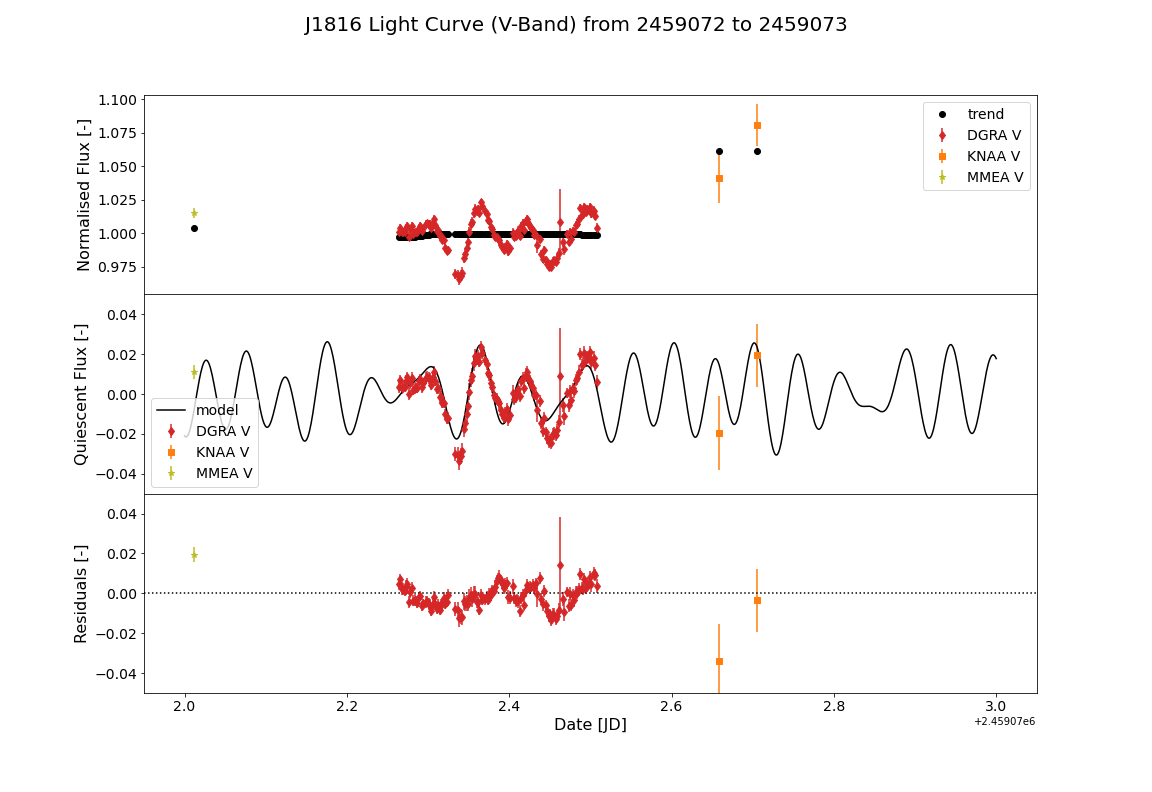 J1816 Light Curve (V-Band) from 2459072 to 2459073
Normalised Flux [-]
1.100
1.075
1.050
1.025
1.000
0.975
trend
DGRA V
KNAA V
MMEA V
Quiescent Flux [-]
0.04
0.02
0.00
−0.02
−0.04
model
DGRA V
KNAA V
MMEA V
Residuals [-]
0.04
0.02
0.00
−0.02
−0.04
2.0 2.2 2.4 2.6 2.8 3.0
Date [JD]
+2.45907e6